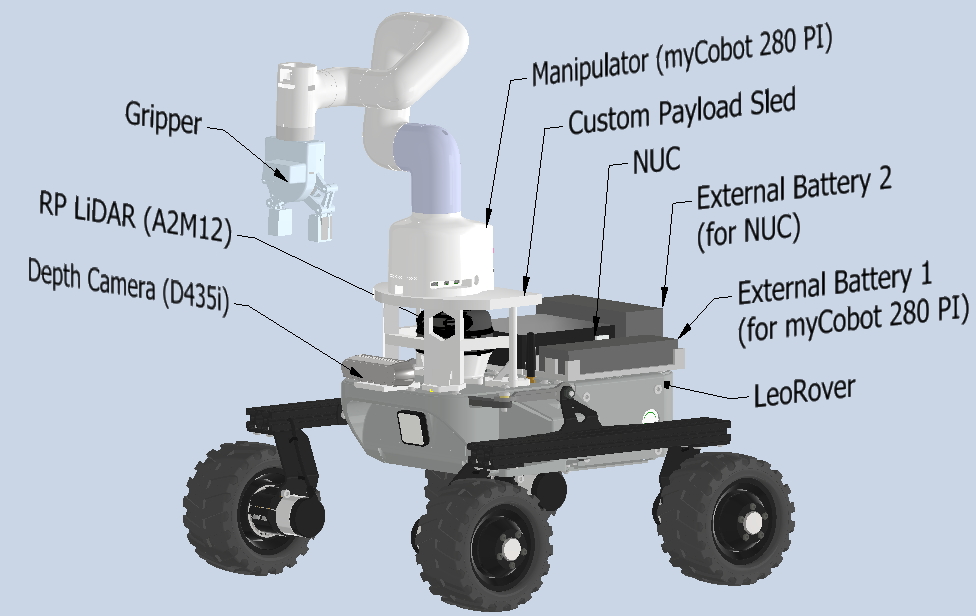 Manipulator (myCobot 280 PI)
Custom Payload Sled
Gripper
NUC
External Battery 2
(for NUC)
RP LiDAR (A2M12)
Depth Camera (D435i)
External Battery 1
(for myCobot 280 PI)
LeoRover